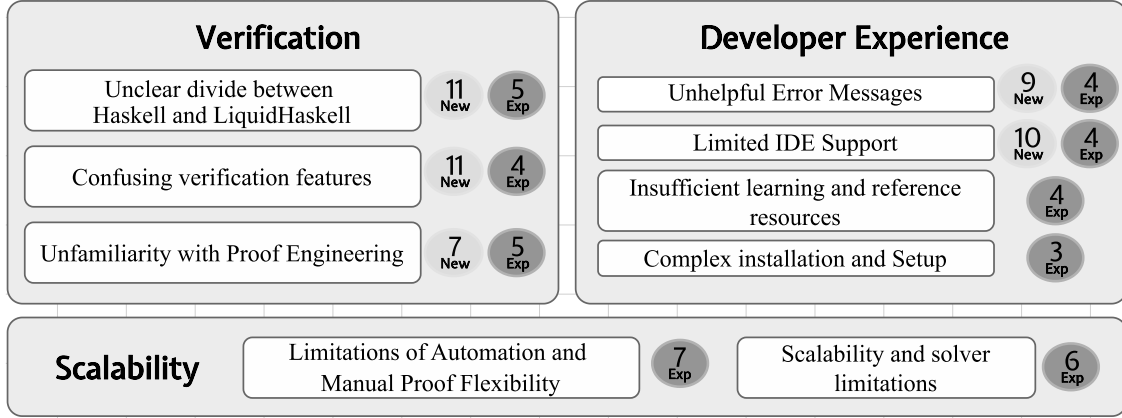 Verification
Unclear divide between
Haskell and LiquidHaskell
11
New
5
Exp
Confusing verification features
11
New
4
Exp
Unfamiliarity with Proof Engineering
7
New
5
Exp
Developer Experience
Unhelpful Error Messages
9
New
4
Exp
Limited IDE Support
10
New
4
Exp
Insufficient learning and reference
resources
4
Exp
Complex installation and Setup
3
Exp
Scalability
Limitations of Automation and
Manual Proof Flexibility
7
Exp
Scalability and solver
limitations
6
Exp